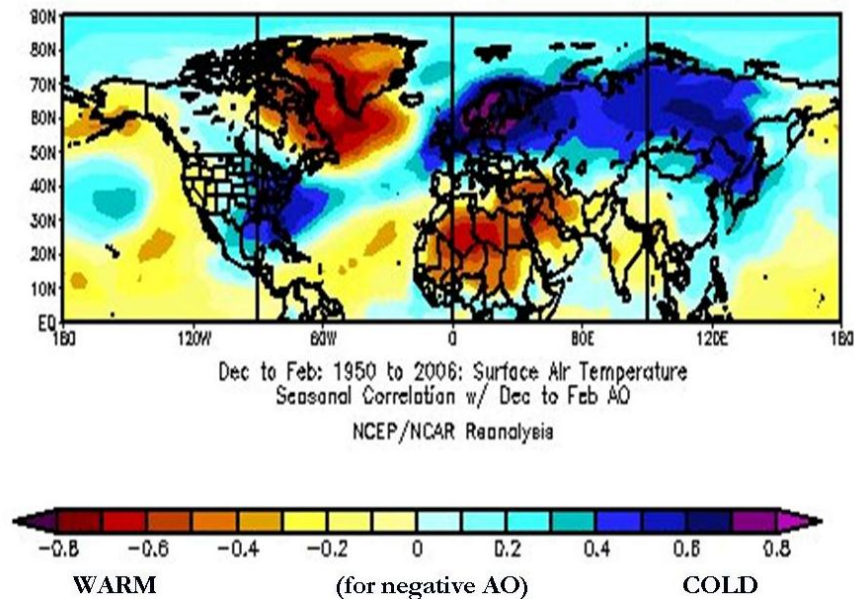 90N
80N
70N
60N
50N
40N
30N
20N
10N
EQ
180 120W 60W 0 60E 120E 180
Dec to Feb: 1950 to 2006: Surface Air Temperature
Seasonal Correlation w/ Dec to Feb AO
NCEP/NCAR Reanalysis
-0.8 -0.6 -0.4 -0.2 0 0.2 0.4 0.6 0.8
WARM (for negative AO) COLD